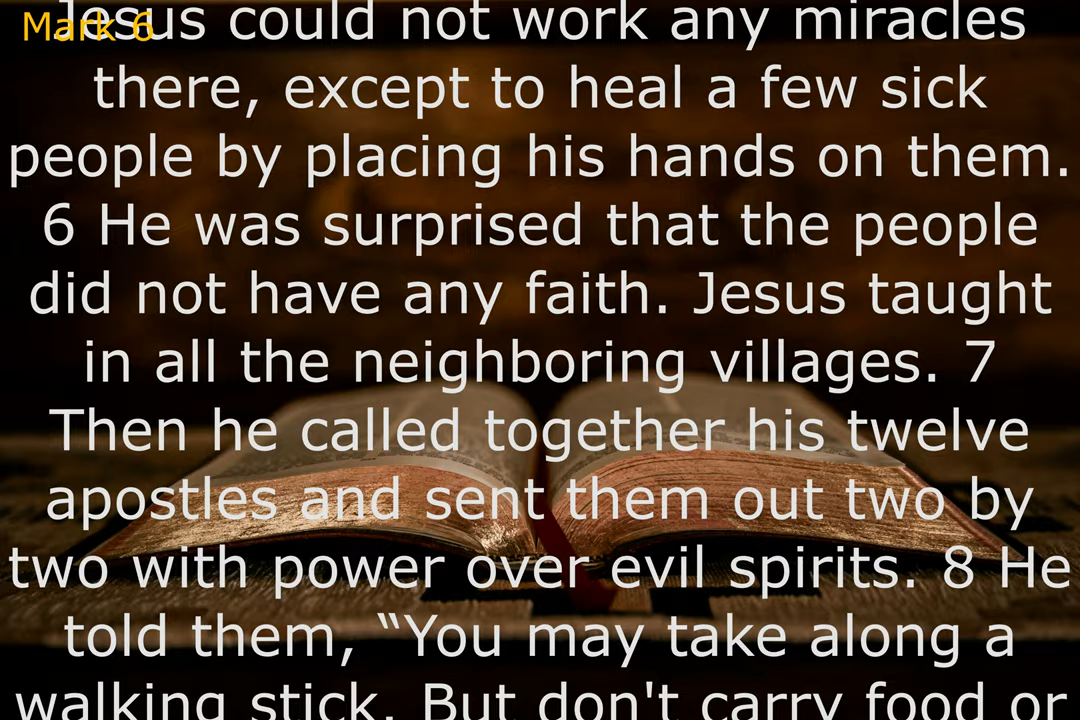 Mark 6
Jesus could not work any miracles
there, except to heal a few sick
people by placing his hands on them.
6 He was surprised that the people
did not have any faith. Jesus taught
in all the neighboring villages. 7
Then he called together his twelve
apostles and sent them out two by
two with power over evil spirits. 8 He
told them, “You may take along a
walking stick. But don't carry food or